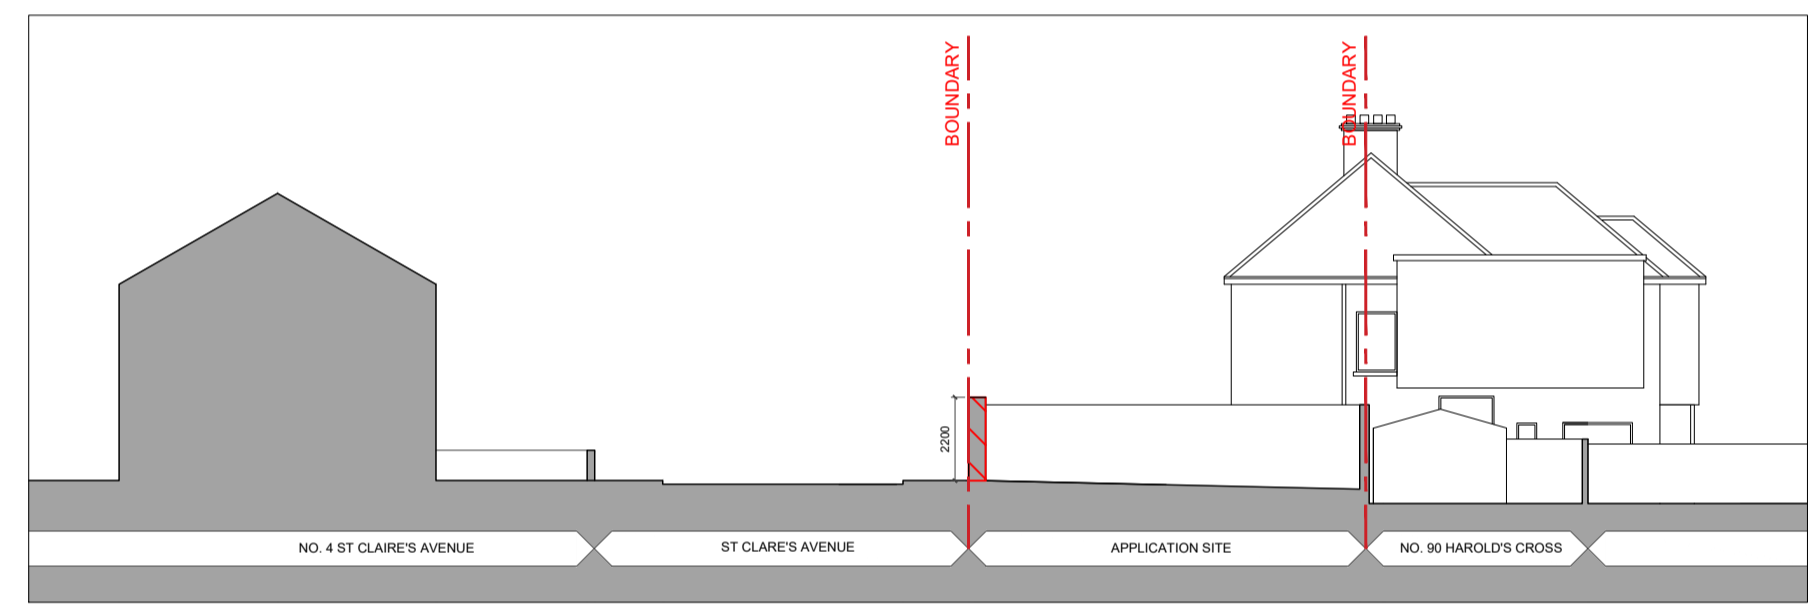 BOUNDARY
BOUNDARY
2200
NO. 4 ST CLAIRE'S AVENUE
ST CLARE'S AVENUE
APPLICATION SITE
NO. 90 HAROLD'S CROSS